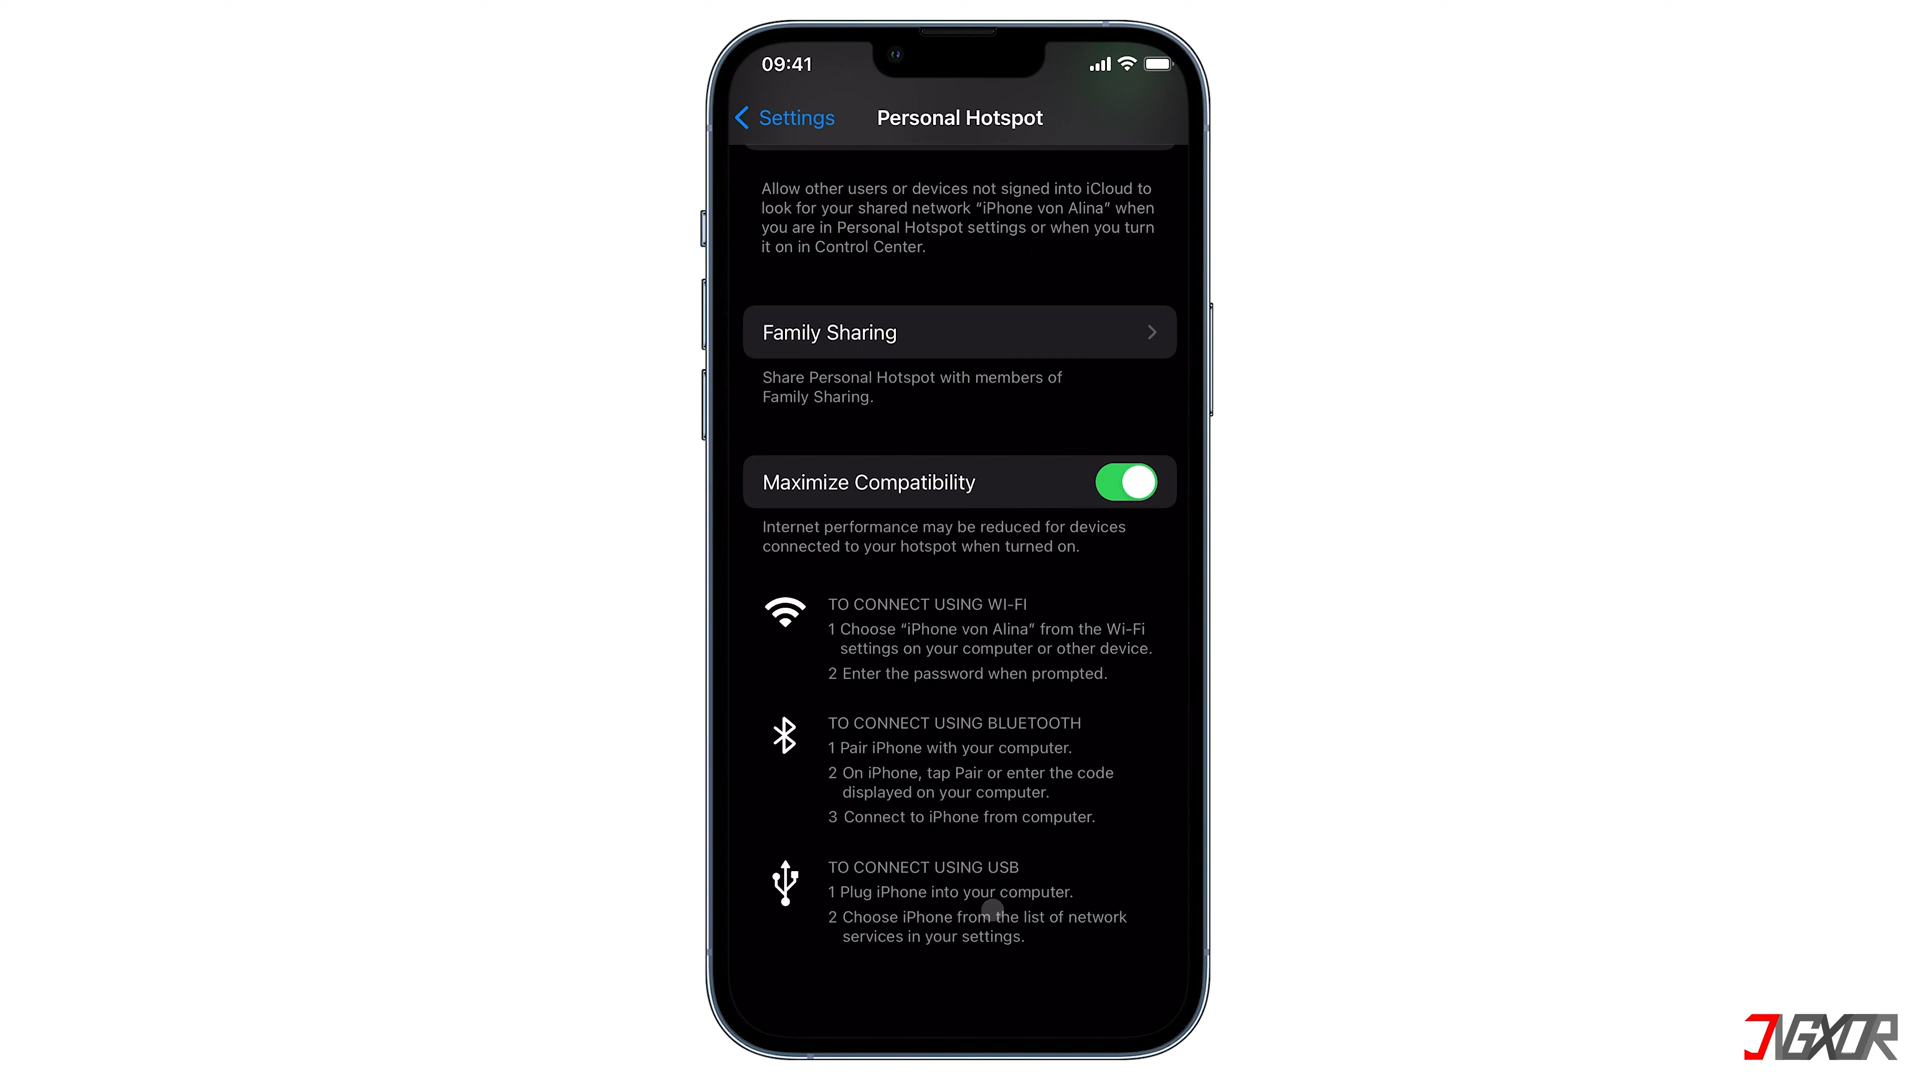 09:41
Settings
Personal Hotspot
Allow other users or devices not signed into iCloud to
look for your shared network “iPhone von Alina” when
you are in Personal Hotspot settings or when you turn
it on in Control Center.
Family Sharing
Share Personal Hotspot with members of
Family Sharing.
Maximize Compatibility
Internet performance may be reduced for devices
connected to your hotspot when turned on.
TO CONNECT USING WI-FI
1 Choose “iPhone von Alina” from the Wi-Fi
settings on your computer or other device.
2 Enter the password when prompted.
TO CONNECT USING BLUETOOTH
1 Pair iPhone with your computer.
2 On iPhone, tap Pair or enter the code
displayed on your computer.
3 Connect to iPhone from computer.
TO CONNECT USING USB
1 Plug iPhone into your computer.
2 Choose iPhone from the list of network
services in your settings.